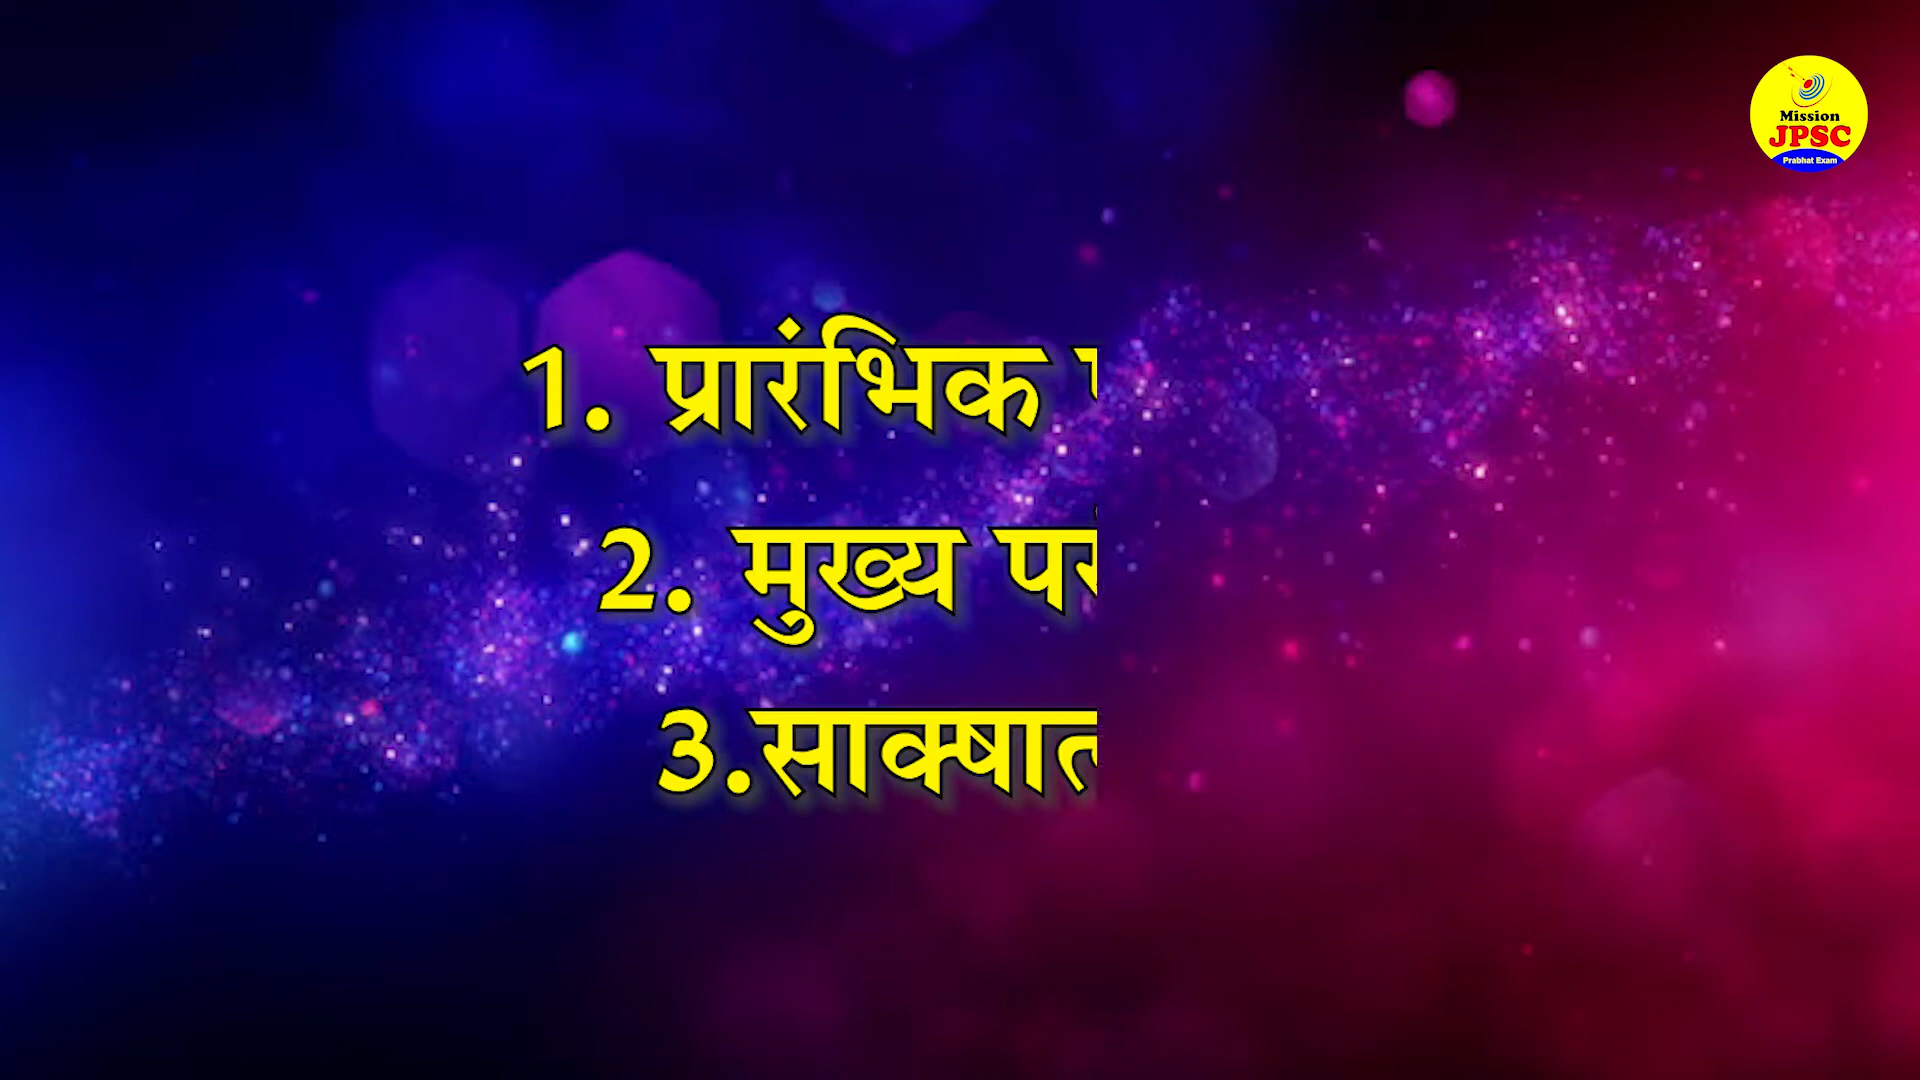 Mission
JPSC
Prabhat Exam
1. प्रारंभिक
2. मुख्य
3.